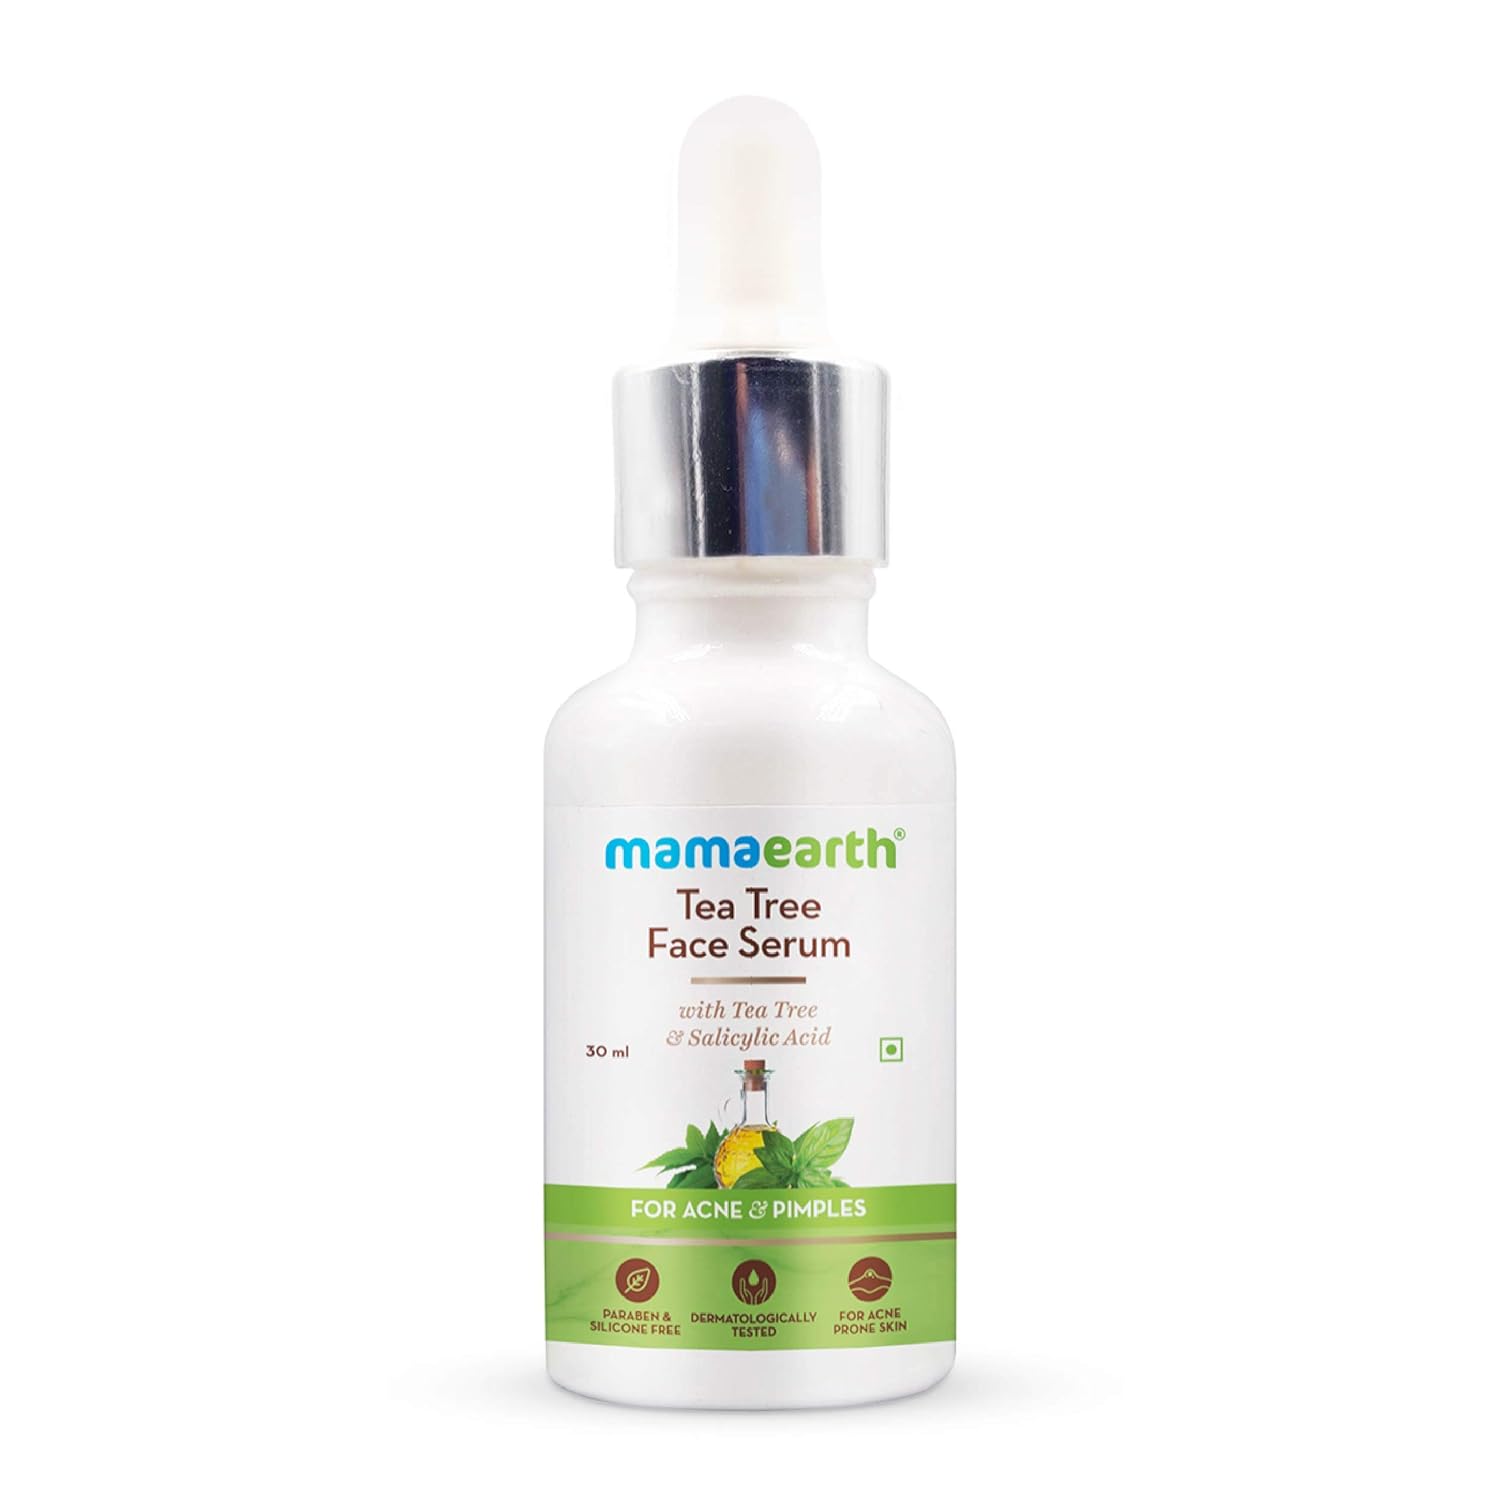 mamaearth®
Tea Tree
Face Serum
with Tea Tree
& Salicylic Acid
30 ml
FOR ACNE & PIMPLES
PARABEN &
SILICONE FREE
DERMATOLOGICALLY
TESTED
FOR ACNE
PRONE SKIN